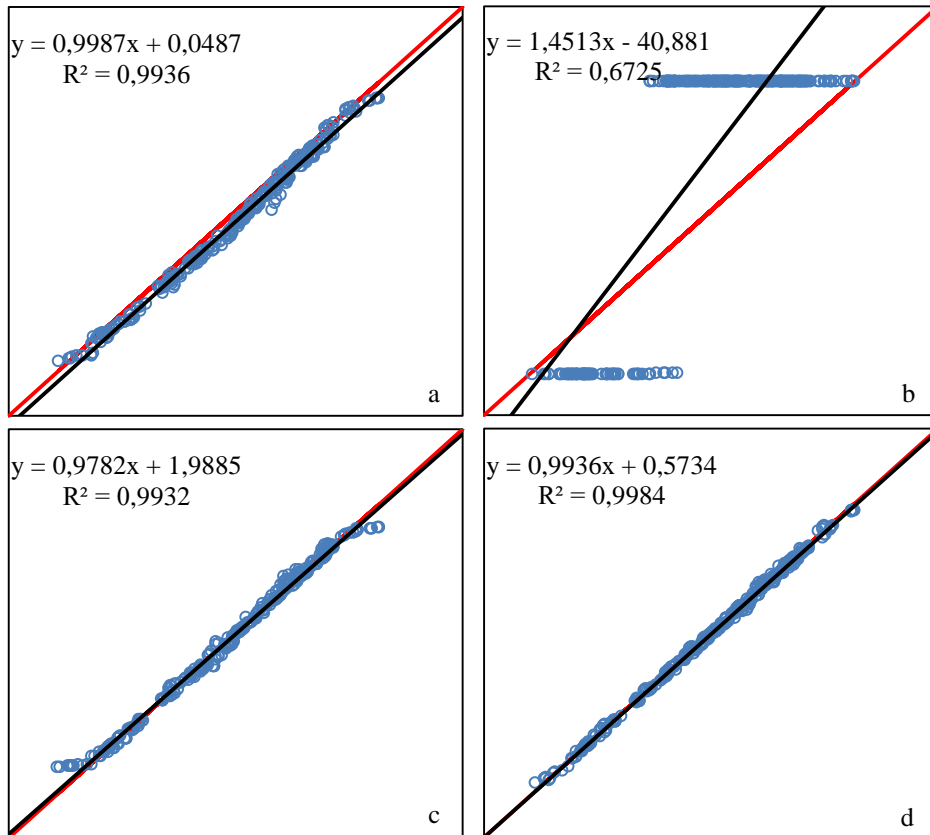 y = 0,9987x + 0,0487
R² = 0,9936
a
y = 1,4513x - 40,881
R² = 0,6725
b
y = 0,9782x + 1,9885
R² = 0,9932
c
y = 0,9936x + 0,5734
R² = 0,9984
d